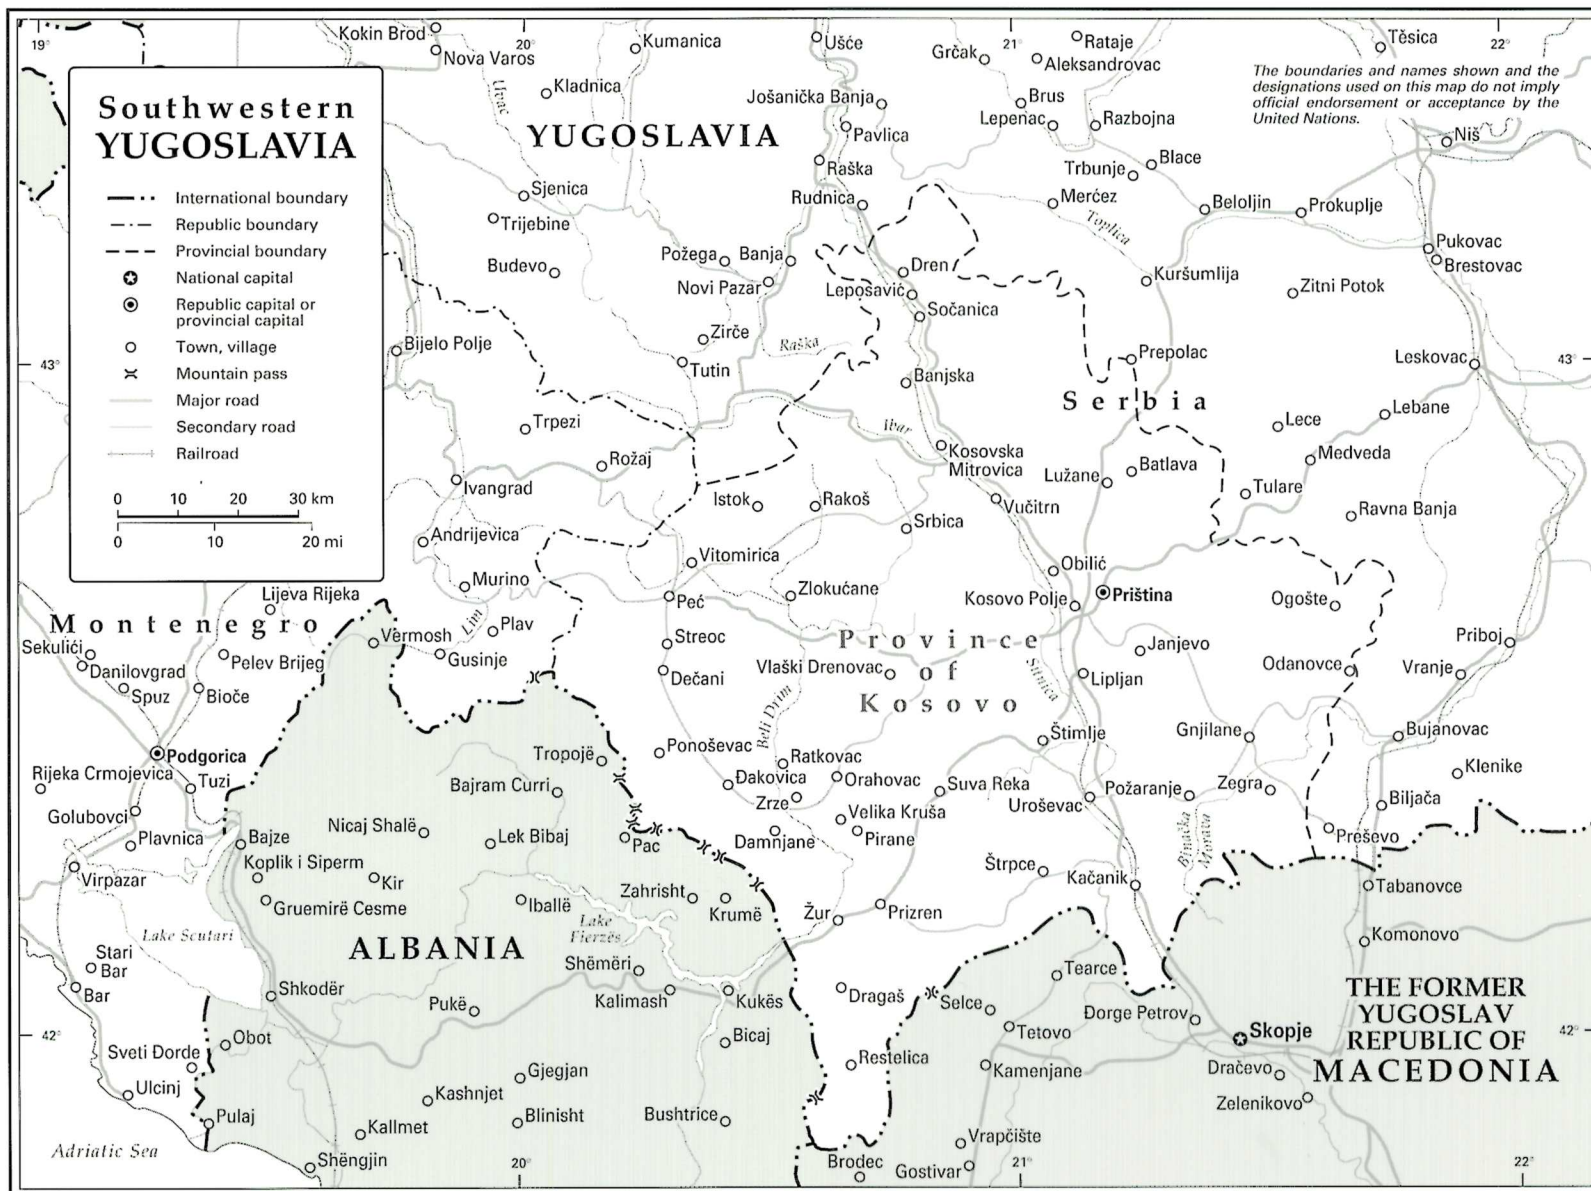 19°
20°
21°
22°
Kokin Brod
Nova Varos
Kumanica
Ušće
Grčak
Rataje
Aleksandrovac
Těsica
The boundaries and names shown and the
designations used on this map do not imply
official endorsement or acceptance by the
United Nations.
Southwestern
YUGOSLAVIA
International boundary
Republic boundary
Provincial boundary
National capital
Republic capital or
provincial capital
Town, village
Mountain pass
Major road
Secondary road
Railroad
0 10 20 30 km
0 10 20 mi
Uvac
Kladnica
YUGOSLAVIA
Jošanička Banja
Pavlica
Brus
Lepenac
Razbojna
Niš
Raška
Trbunje
Blace
Sjenica
Trijebine
Rudnica
Merćez
Toplica
Beloljin
Prokuplje
Budevo
Požega
Banja
Novi Pazar
Dren
Leposavić
Sočanica
Kuršumlija
Zitni Potok
Pukovac
Brestovac
Bijelo Polje
Zirče
Tutin
Raška
Banjska
Prepolac
Leskovac
43°
43°
Serbia
Trpezi
Rožaj
Ibar
Kosovska
Mitrovica
Lužane
Batlava
Lece
Lebane
Medveda
Ivangrad
Istok
Rakoš
Vučitrn
Tulare
Ravna Banja
Andrijevica
Srbica
Vitomirica
Obilić
Murino
Lijeva Rijeka
Peć
Zlokućane
Kosovo Polje
Priština
Ogošte
Montenegro
Vermosh
Lim
Plav
Gusinje
Streoc
Dečani
Province
of
Kosovo
Vlaški Drenovac
Sitnica
Janjevo
Lipljan
Odanovce
Priboj
Vranje
Sekulići
Danilovgrad
Spuz
Pelev Brijeg
Bioče
Beli Drim
Štimlje
Gnjilane
Bujanovac
Podgorica
Rijeka Crmojevica
Tuzi
Golubovci
Plavnica
Tropojë
Bajram Curri
Ponoševac
Ratkovac
Đakovica
Orahovac
Zrze
Suva Reka
Uroševac
Požaranje
Zegra
Klenike
Biljača
Virpazar
Bajze
Nicaj Shalë
Lek Bibaj
Pac
Damnjane
Velika Kruša
Pirane
Binačka
Morava
Preševo
Koplik i Siperm
Kir
Gruemirë Cesme
Iballë
Zahrisht
Krumë
Žur
Prizren
Štrpce
Kačanik
Tabanovce
Lake Scutari
ALBANIA
Lake
Fierzës
Shëmëri
Komonovo
Stari
Bar
Bar
Shkodër
Pukë
Kalimash
Kukës
Dragaš
Selce
Tearce
Đorge Petrov
THE FORMER
YUGOSLAV
REPUBLIC OF
MACEDONIA
42°
42°
Obot
Sveti Dorde
Ulcinj
Bicaj
Tetovo
Skopje
Restelica
Kamenjane
Dračevo
Gjegjan
Zelenikovo
Pulaj
Kashnjet
Kallmet
Blinisht
Bushtrice
Vrapčište
Adriatic Sea
Shëngjin
20°
Brodec
Gostivar
21°
22°